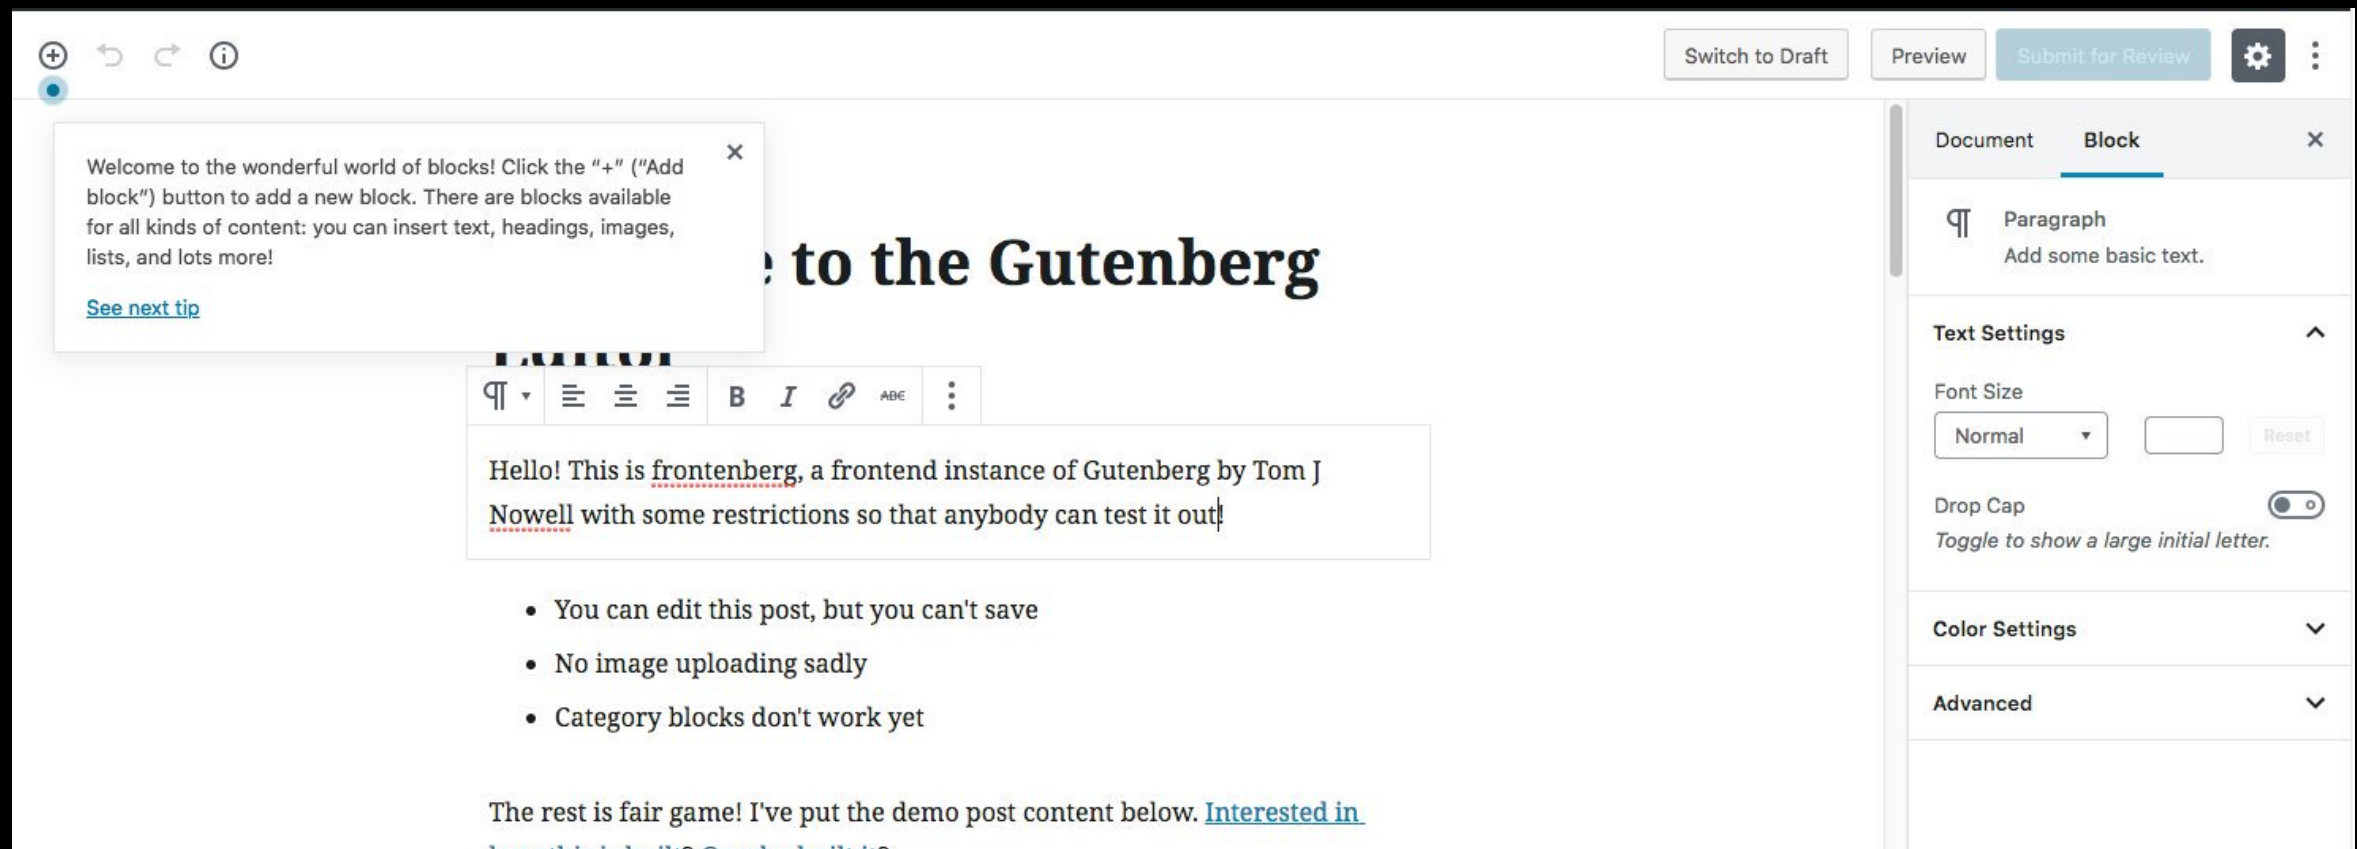 Switch to Draft
Preview
Submit for Review
Welcome to the wonderful world of blocks! Click the “+” (“Add
block”) button to add a new block. There are blocks available
for all kinds of content: you can insert text, headings, images,
lists, and lots more!
See next tip
to the Gutenberg
Editor
B I ABC
Hello! This is frontenberg, a frontend instance of Gutenberg by Tom J
Nowell with some restrictions so that anybody can test it out!
• You can edit this post, but you can't save
• No image uploading sadly
• Category blocks don't work yet
The rest is fair game! I've put the demo post content below. Interested in
Document
Block
Paragraph
Add some basic text.
Text Settings
Font Size
Normal
Reset
Drop Cap
Toggle to show a large initial letter.
Color Settings
Advanced